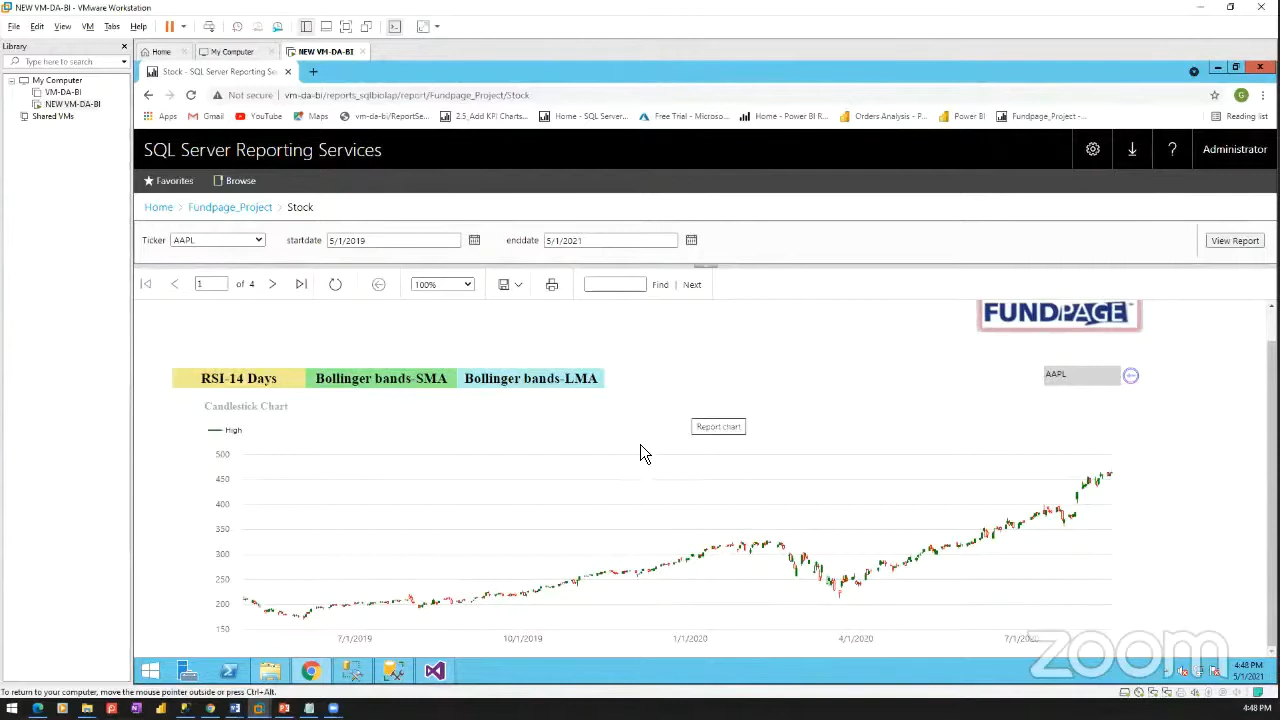 NEW VM-DA-BI - VMware Workstation
File Edit View VM Tabs Help
Library
Type here to search
My Computer
VM-DA-BI
NEW VM-DA-BI
Shared VMs
Home My Computer NEW VM-DA-BI
Stock - SQL Server Reporting Se
Not secure vm-da-bi/reports_sqlbiolap/report/Fundpage_Project/Stock
Apps Gmail YouTube Maps vm-da-bi/ReportSe... 2.5_Add KPI Charts... Home - SQL Server... Free Trial - Microso... Home - Power BI R... Orders Analysis - P... Power BI Fundpage_Project -... Reading list
SQL Server Reporting Services
Administrator
Favorites Browse
Home > Fundpage_Project > Stock
Ticker AAPL startdate 5/1/2019 enddate 5/1/2021 View Report
1 of 4 100% Find | Next
FUNDPAGE
RSI-14 Days Bollinger bands-SMA Bollinger bands-LMA
AAPL
Candlestick Chart
High
Report chart
500
450
400
350
300
250
200
150
7/1/2019 10/1/2019 1/1/2020 4/1/2020 7/1/2020
zoom
4:48 PM
5/1/2021
To return to your computer, move the mouse pointer outside or press Ctrl+Alt.
4:48 PM